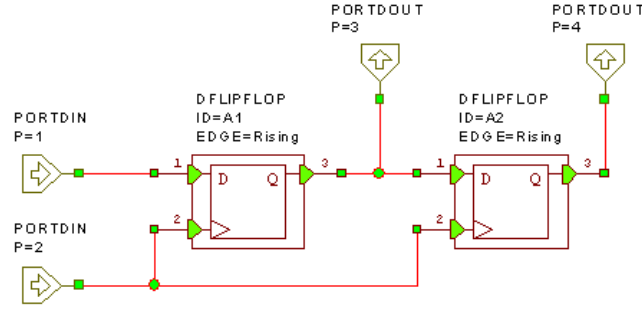 PORTDOUT
P=3
PORTDOUT
P=4
DFLIPFLOP
ID=A1
EDGE=Rising
DFLIPFLOP
ID=A2
EDGE=Rising
PORTDIN
P=1
1
D Q
3
1
D Q
3
PORTDIN
P=2
2
2